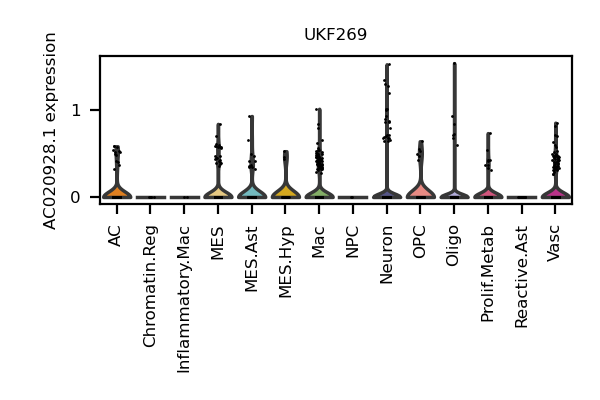 UKF269
AC020928.1 expression
1
0
AC
Chromatin.Reg
Inflammatory.Mac
MES
MES.Ast
MES.Hyp
Mac
NPC
Neuron
OPC
Oligo
Prolif.Metab
Reactive.Ast
Vasc